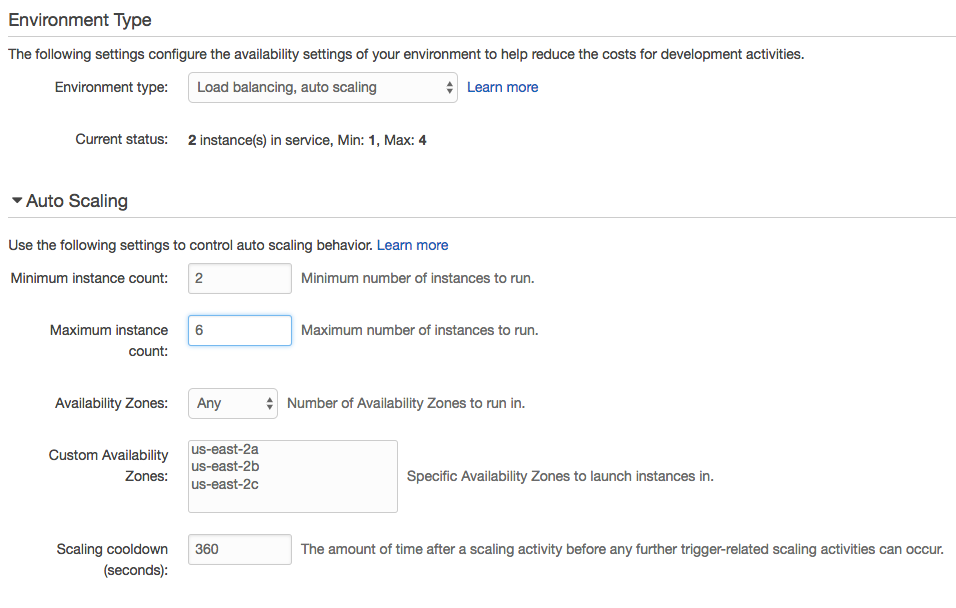 Environment Type
The following settings configure the availability settings of your environment to help reduce the costs for development activities.
Environment type: Load balancing, auto scaling Learn more
Current status: 2 instance(s) in service, Min: 1, Max: 4
Auto Scaling
Use the following settings to control auto scaling behavior. Learn more
Minimum instance count: 2 Minimum number of instances to run.
Maximum instance 6 Maximum number of instances to run.
count:
Availability Zones: Any Number of Availability Zones to run in.
Custom Availability
Zones:
us-east-2a
us-east-2b
us-east-2c
Specific Availability Zones to launch instances in.
Scaling cooldown 360 The amount of time after a scaling activity before any further trigger-related scaling activities can occur.
(seconds):